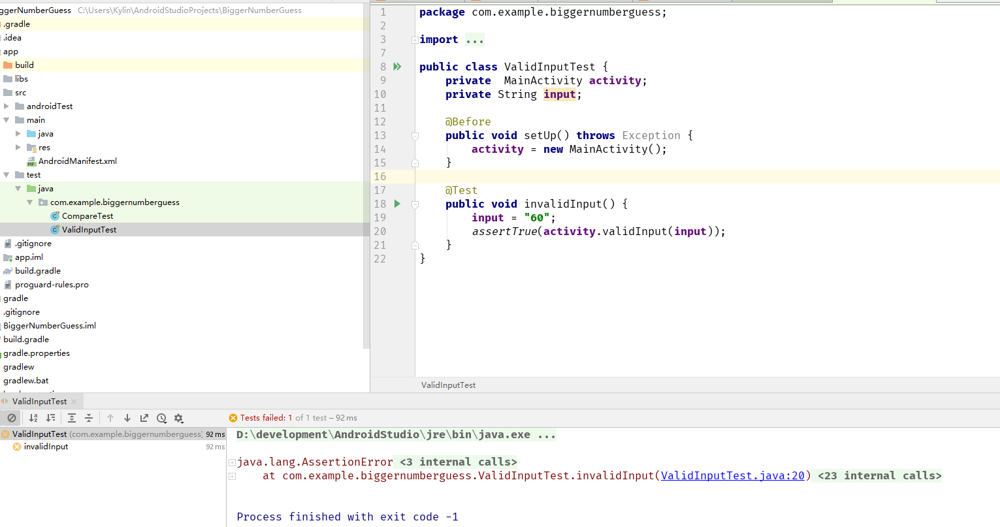 ggerNumberGuess C:\Users\Kylin\AndroidStudioProjects\BiggerNumberGuess
.gradle
.idea
app
build
libs
src
androidTest
main
java
res
AndroidManifest.xml
test
java
com.example.biggernumberguess
CompareTest
ValidInputTest
.gitignore
app.iml
build.gradle
proguard-rules.pro
gradle
.gitignore
BiggerNumberGuess.iml
build.gradle
gradle.properties
gradlew
gradlew.bat
1 package com.example.biggernumberguess;
2
3 import ...
7
8 public class ValidInputTest {
9 private  MainActivity activity;
10 private String input;
11
12 @Before
13 public void setUp() throws Exception {
14 activity = new MainActivity();
15 }
16
17 @Test
18 public void invalidInput() {
19 input = "60";
20 assertTrue(activity.validInput(input));
21 }
22 }
ValidInputTest
ValidInputTest
Tests failed: 1 of 1 test – 92 ms
ValidInputTest (com.example.biggernumberguess) 92 ms
invalidInput 92 ms
D:\development\AndroidStudio\jre\bin\java.exe ...
java.lang.AssertionError <3 internal calls>
at com.example.biggernumberguess.ValidInputTest.invalidInput(ValidInputTest.java:20) <23 internal calls>
Process finished with exit code -1